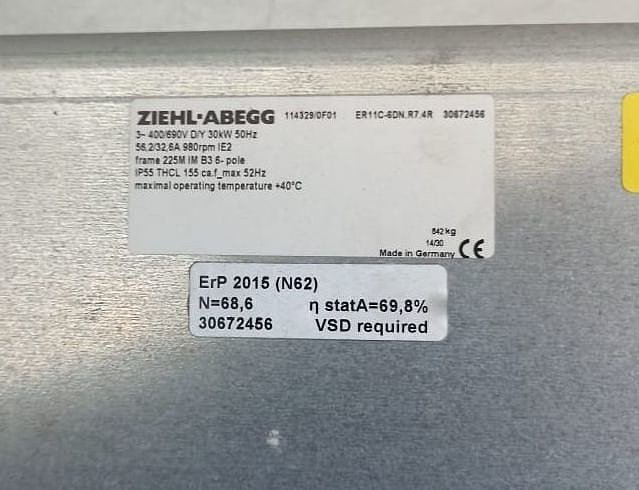 ZIEHL-ABEGG 114329/0F01 ER11C-6DN.R7.4R 30672456
3~ 400/690V D/Y 30kW 50Hz
56,2/32,6A 980rpm IE2
frame 225M IM B3 6- pole
IP55 THCL 155 ca.f_max 52Hz
maximal operating temperature +40°C
642 kg
14/30
Made in Germany CE
ErP 2015 (N62)
N=68,6 η statA=69,8%
30672456 VSD required